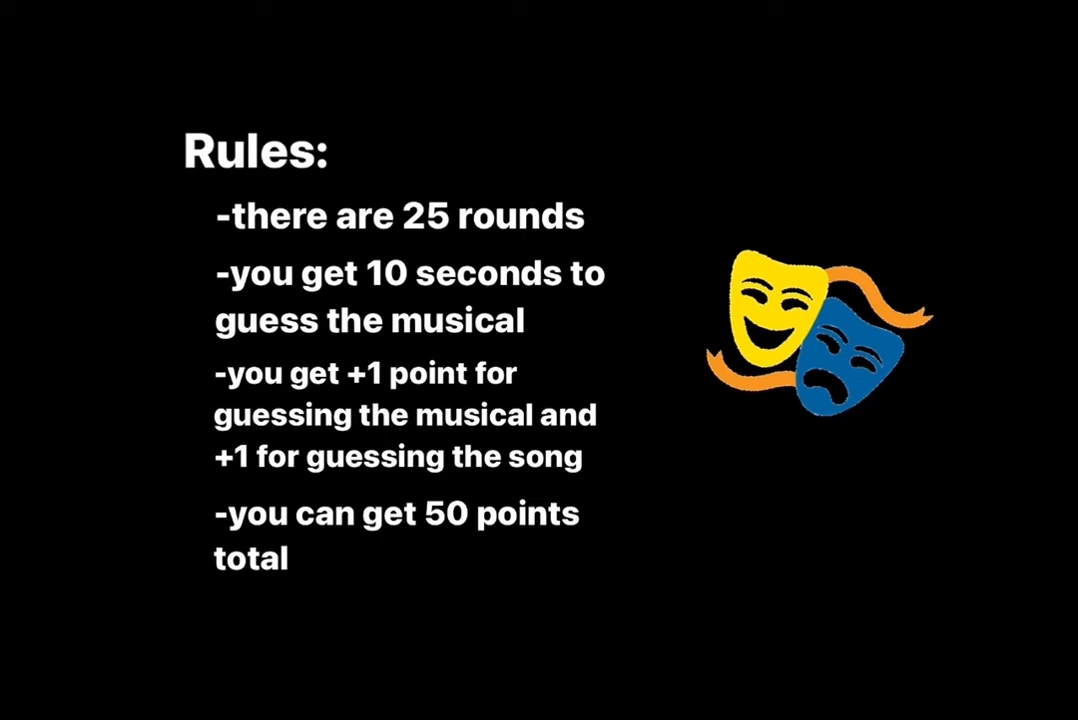 Rules:
-there are 25 rounds
-you get 10 seconds to
guess the musical
-you get +1 point for
guessing the musical and
+1 for guessing the song
-you can get 50 points
total